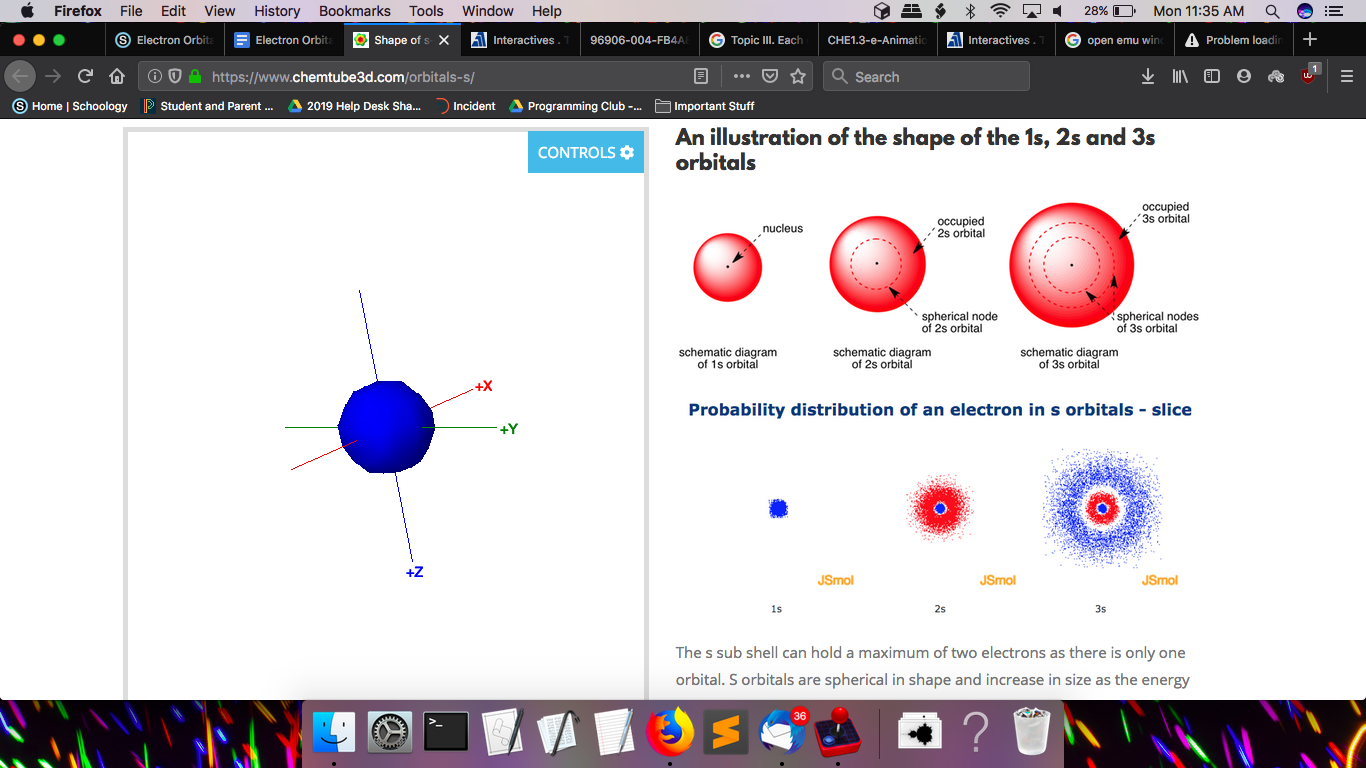 Firefox File Edit View History Bookmarks Tools Window Help 28% Mon 11:35 AM
Electron Orbita Electron Orbita Shape of s- Interactives . T 96906-004-FB4A Topic III. Each CHE1.3-e-Animatio Interactives . T open emu wind Problem loadin
https://www.chemtube3d.com/orbitals-s/ Search 1
Home | Schoology Student and Parent ... 2019 Help Desk Sha... Incident Programming Club -... Important Stuff
CONTROLS
+X
+Y
+Z
An illustration of the shape of the 1s, 2s and 3s
orbitals
nucleus
occupied
2s orbital
occupied
3s orbital
spherical node
of 2s orbital
spherical nodes
of 3s orbital
schematic diagram
of 1s orbital
schematic diagram
of 2s orbital
schematic diagram
of 3s orbital
Probability distribution of an electron in s orbitals - slice
JSmol JSmol JSmol
1s 2s 3s
The s sub shell can hold a maximum of two electrons as there is only one
orbital. S orbitals are spherical in shape and increase in size as the energy
>_
36
?